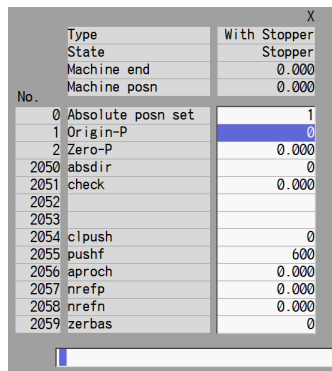 X
Type With Stopper
State Stopper
Machine end 0.000
Machine posn 0.000
No.
0 Absolute posn set 1
1 Origin-P 0
2 Zero-P 0.000
2050 absdir 0
2051 check 0.000
2052
2053
2054 clpush 0
2055 pushf 600
2056 aproch 0.000
2057 nrefp 0.000
2058 nrefn 0.000
2059 zerbas 0